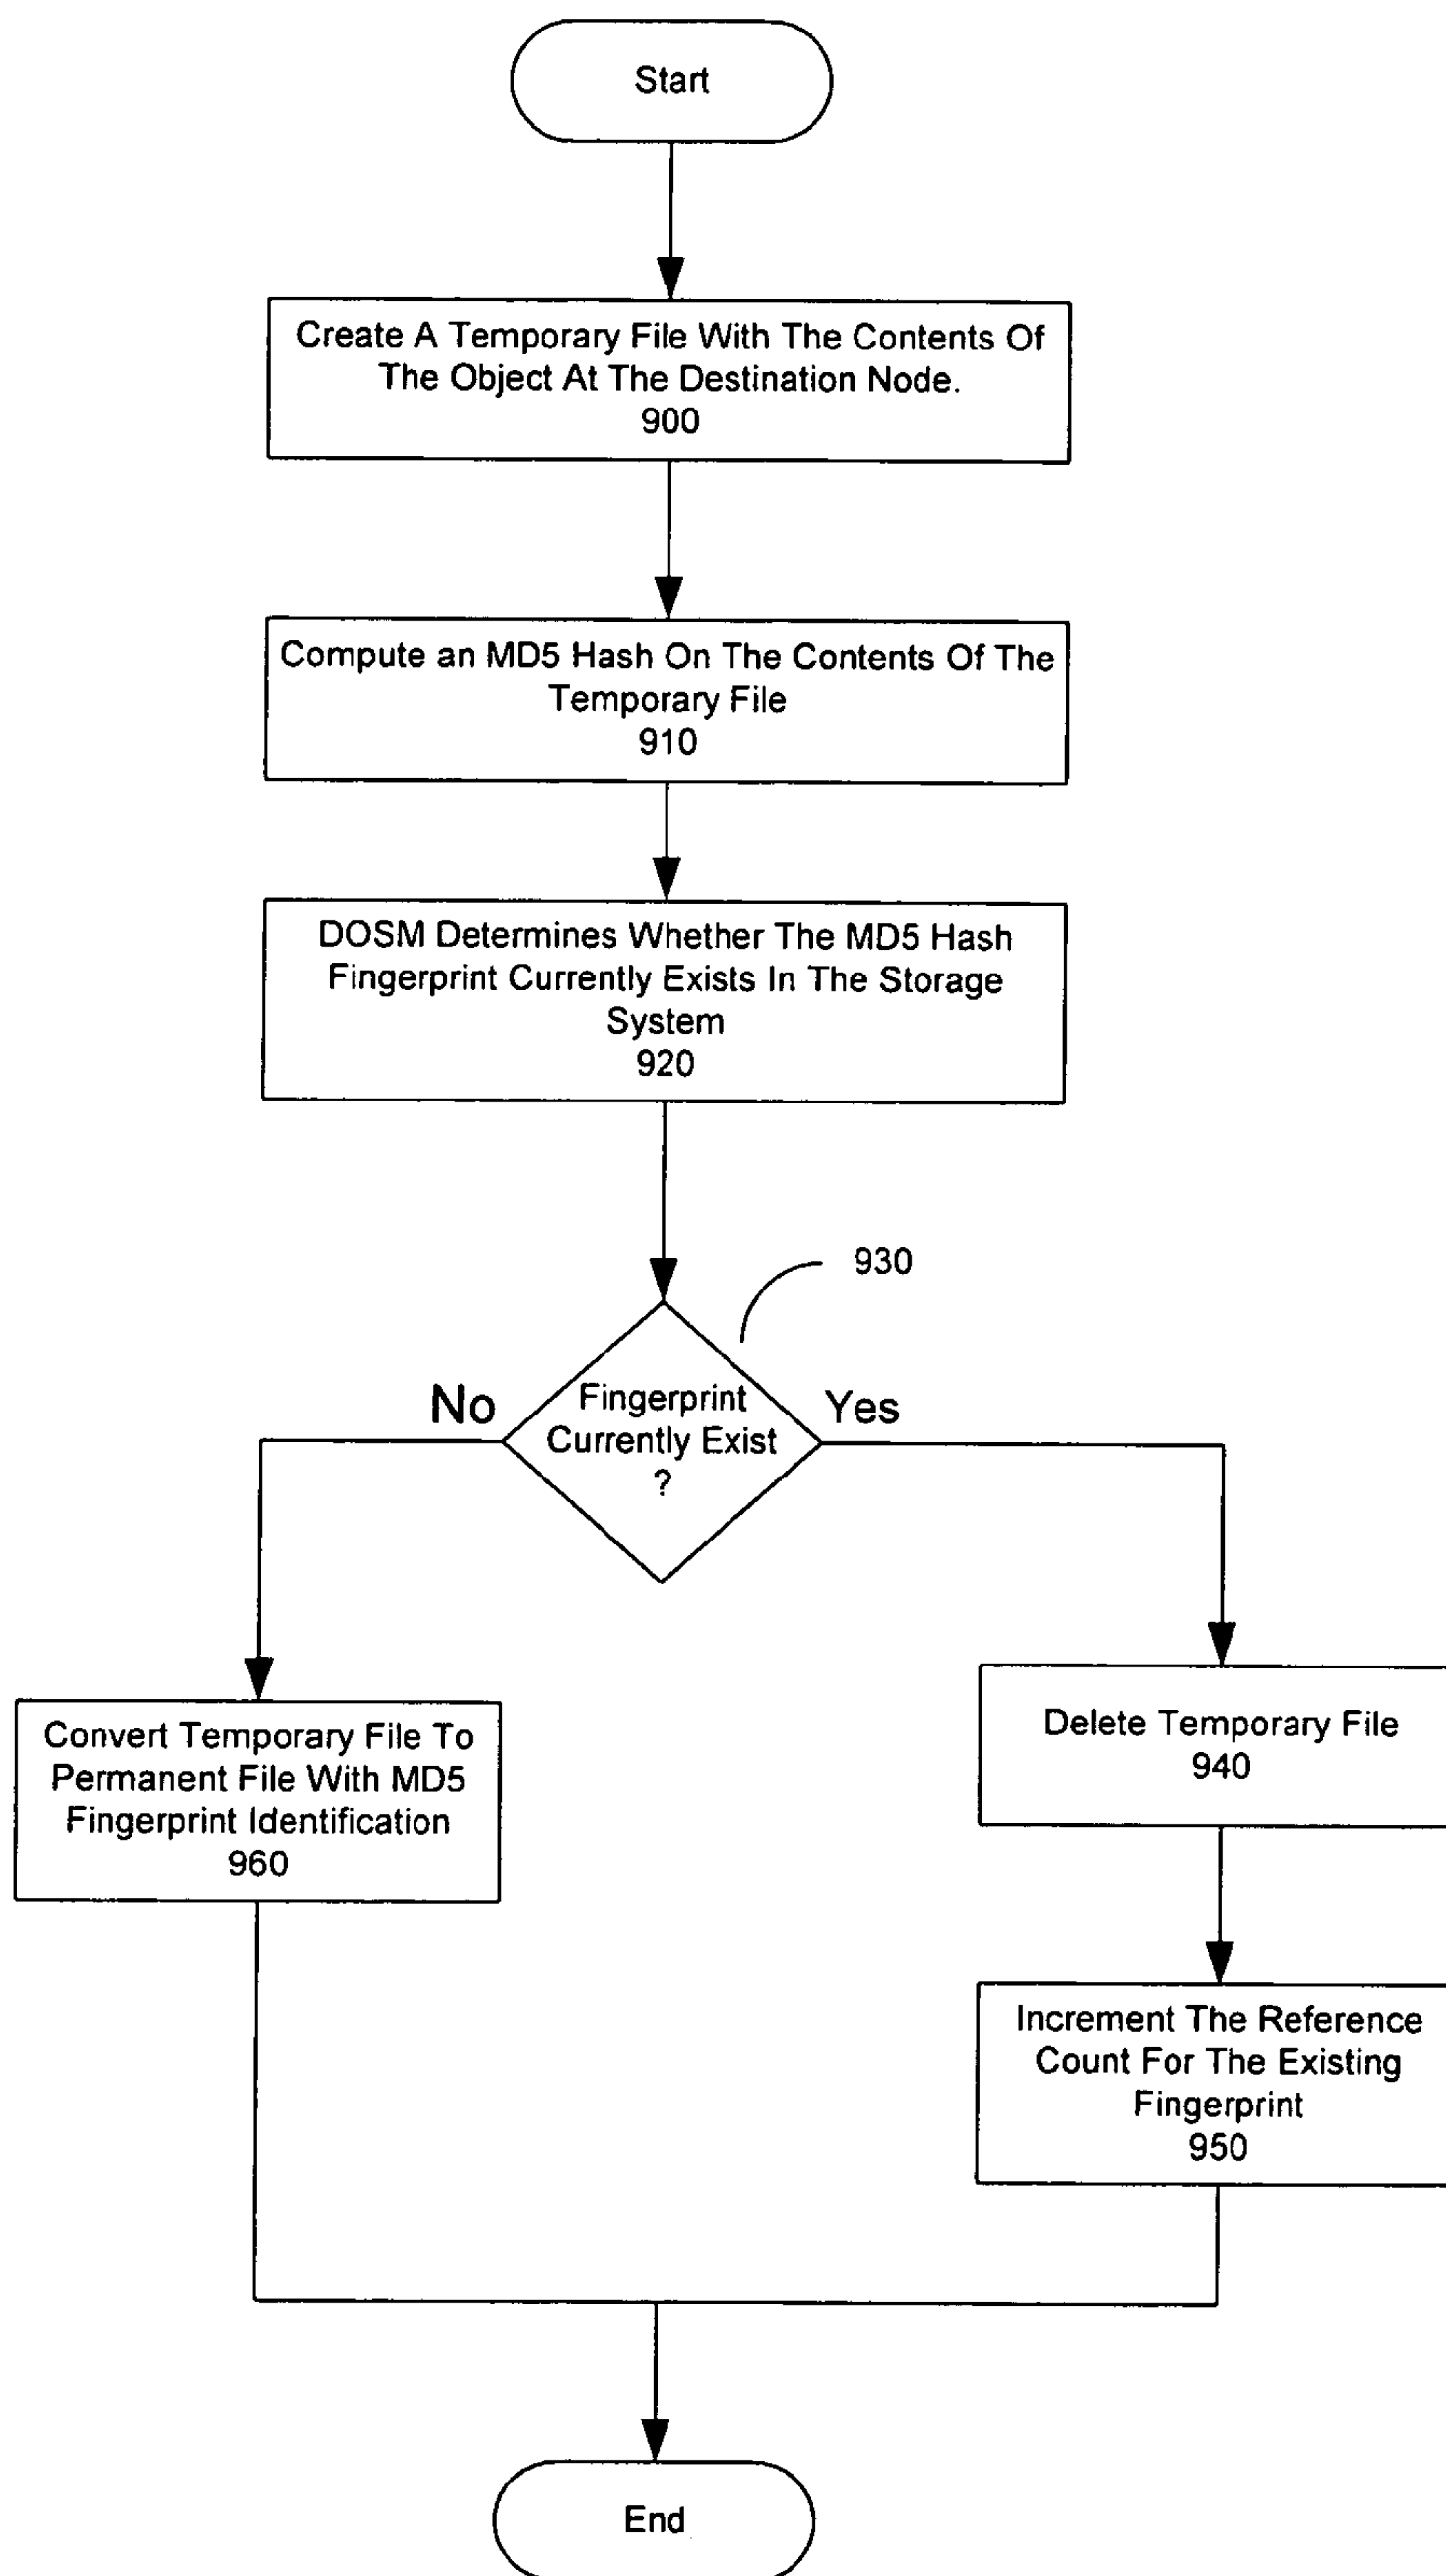 Start
Create A Temporary File With The Contents Of
The Object At The Destination Node.
900
Compute an MD5 Hash On The Contents Of The
Temporary File
910
DOSM Determines Whether The MD5 Hash
Fingerprint Currently Exists In The Storage
System
920
930
No
Fingerprint
Currently Exist
?
Yes
Convert Temporary File To
Permanent File With MD5
Fingerprint Identification
960
Delete Temporary File
940
Increment The Reference
Count For The Existing
Fingerprint
950
End